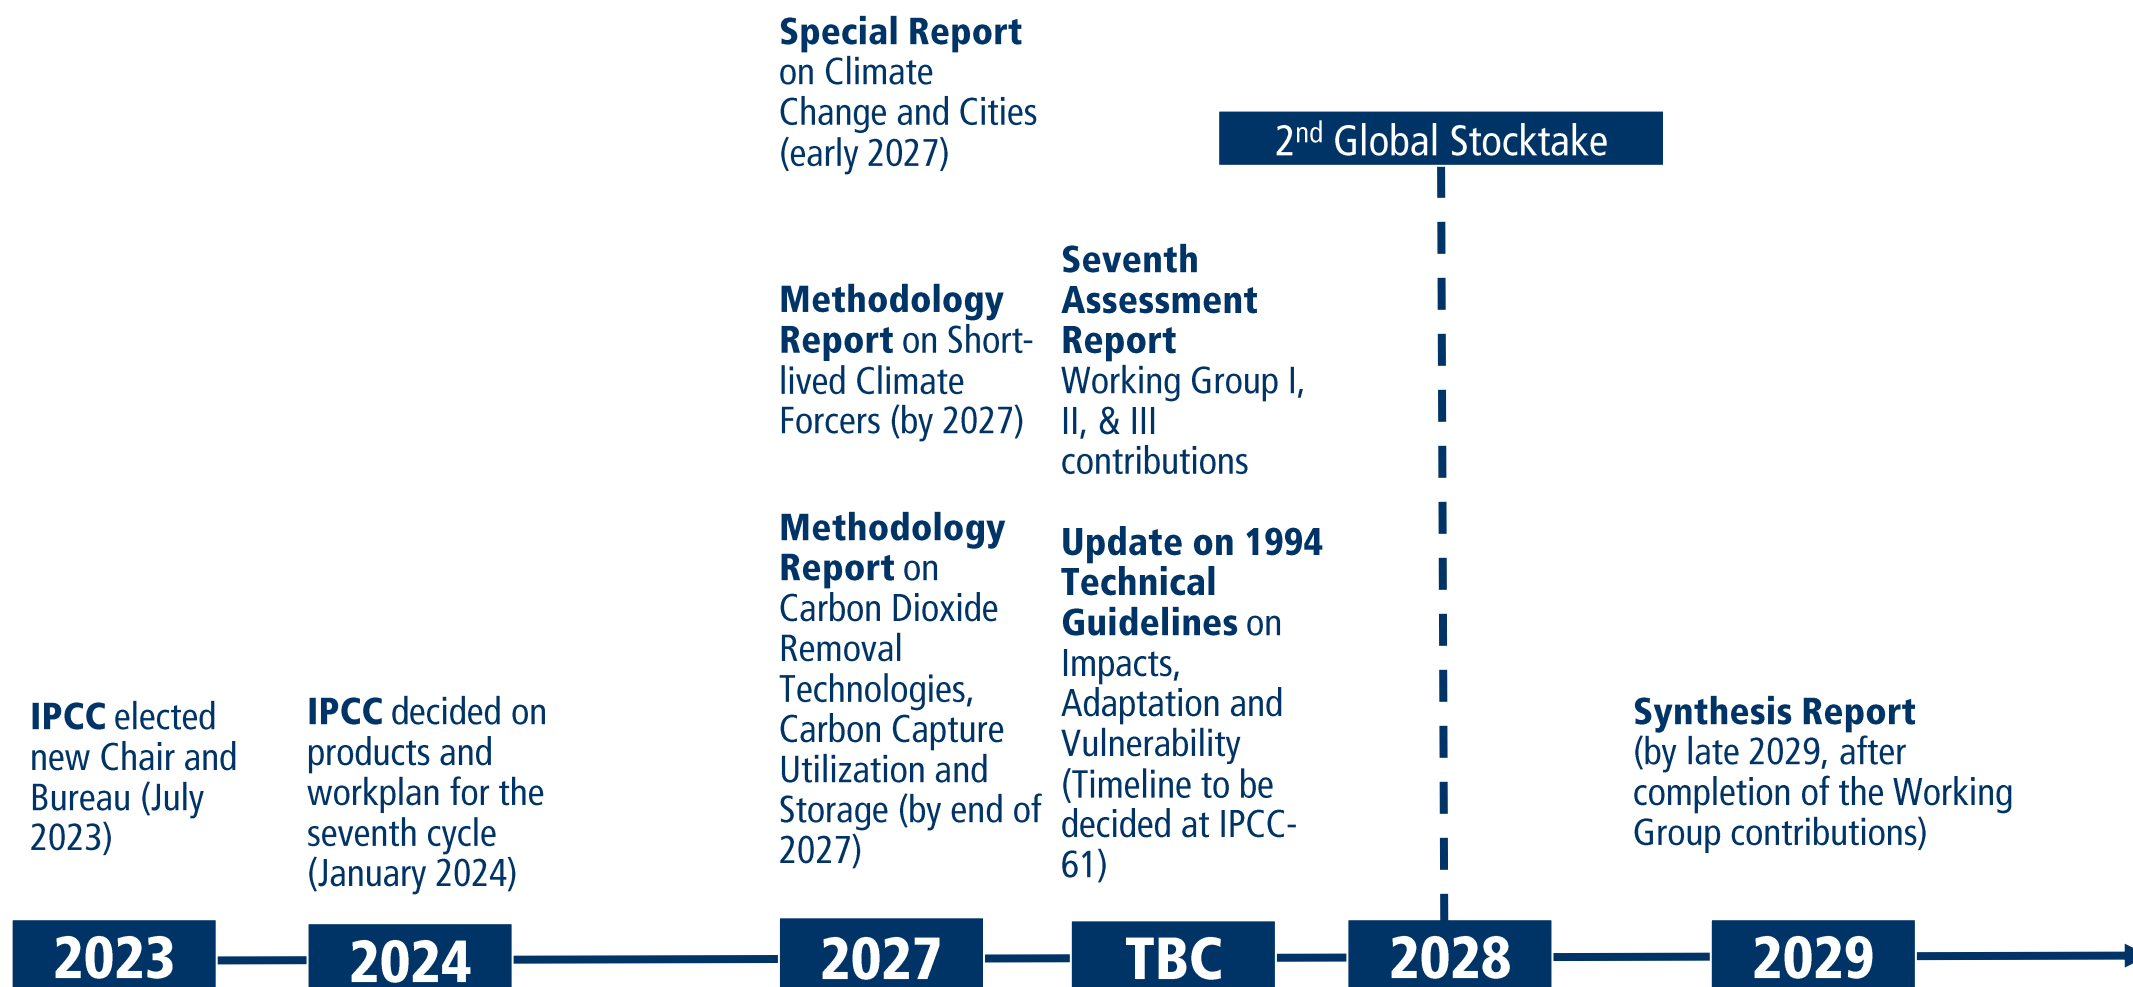 Special Report
on Climate
Change and Cities
(early 2027)
2nd Global Stocktake
Methodology
Report on Short-
lived Climate
Forcers (by 2027)
Seventh
Assessment
Report
Working Group I,
II, & III
contributions
Methodology
Report on
Carbon Dioxide
Removal
Technologies,
Carbon Capture
Utilization and
Storage (by end of
2027)
Update on 1994
Technical
Guidelines on
Impacts,
Adaptation and
Vulnerability
(Timeline to be
decided at IPCC-
61)
IPCC elected
new Chair and
Bureau (July
2023)
IPCC decided on
products and
workplan for the
seventh cycle
(January 2024)
Synthesis Report
(by late 2029, after
completion of the Working
Group contributions)
2023
2024
2027
TBC
2028
2029